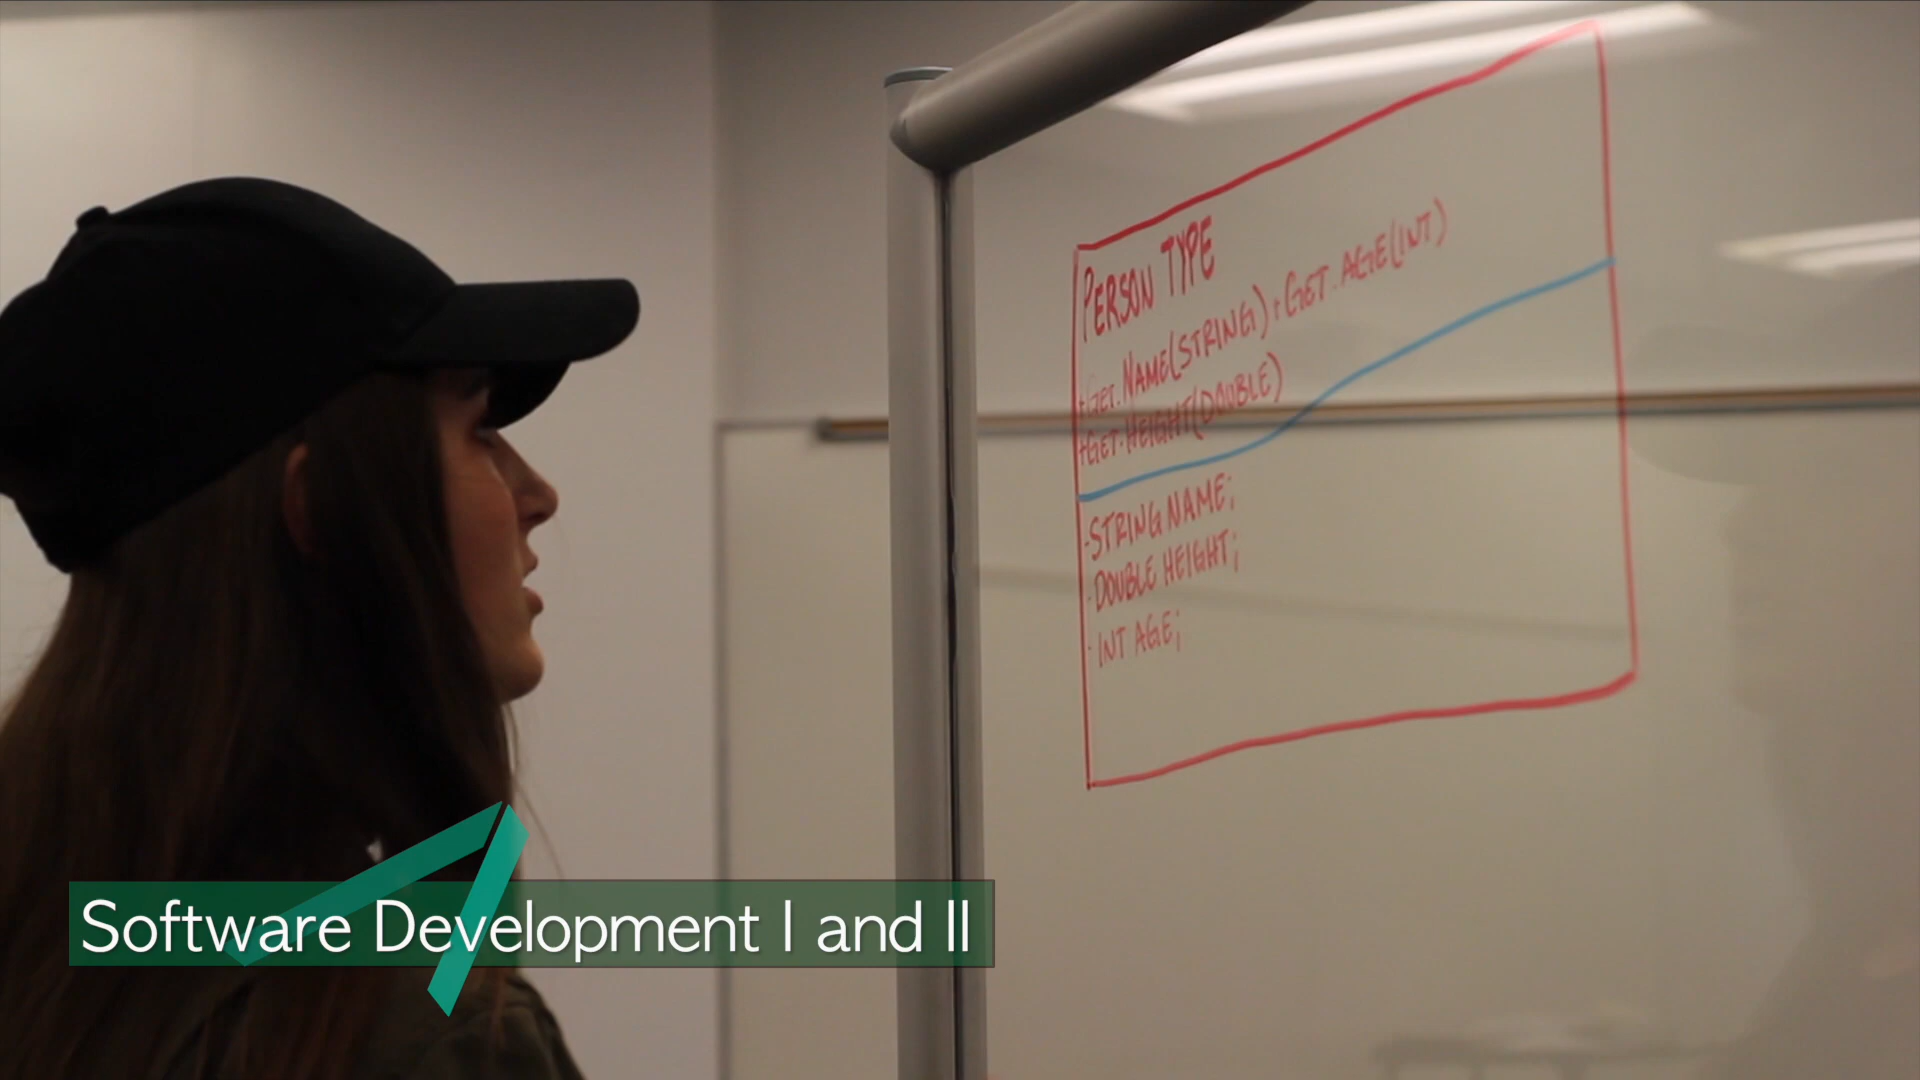 PERSON TYPE
+GET.NAME(STRING) +GET.AGE(INT)
+GET.HEIGHT(DOUBLE)
-STRING NAME;
-DOUBLE HEIGHT;
-INT AGE;
Software Development I and II